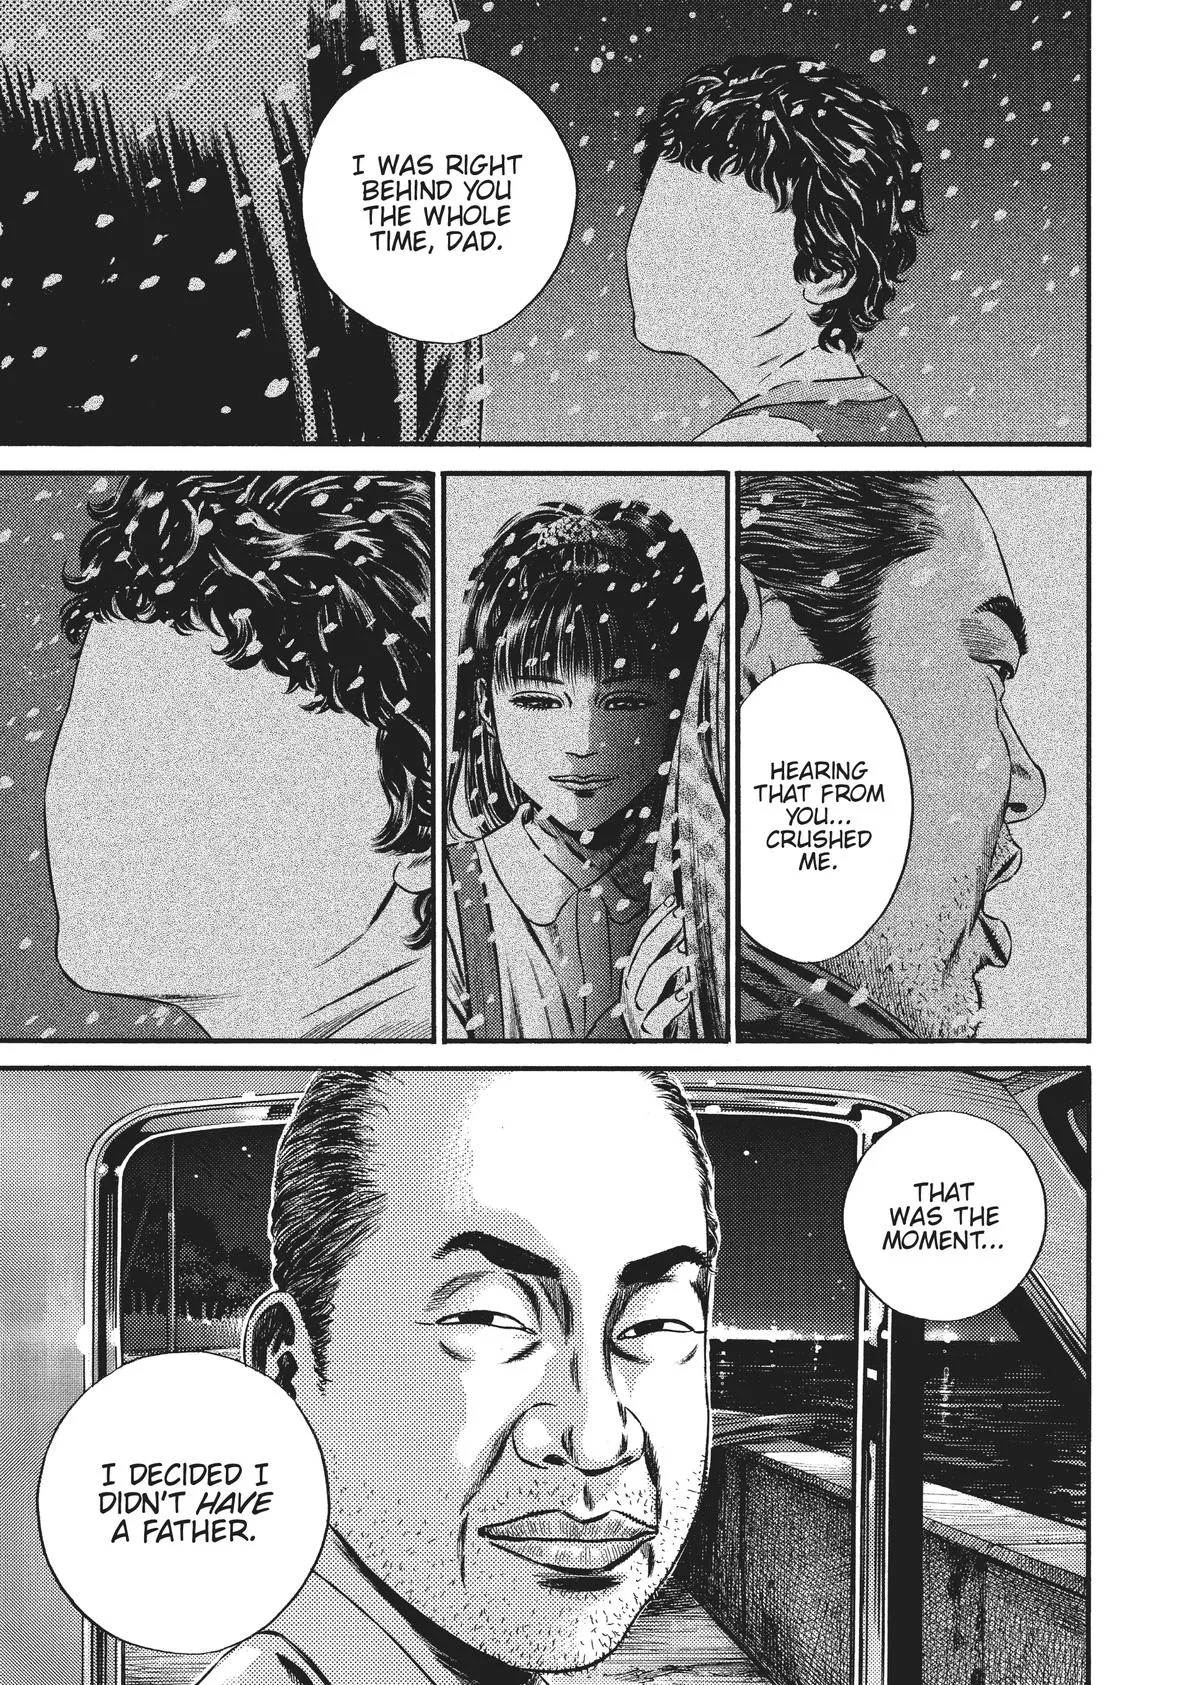 I WAS RIGHT
BEHIND YOU
THE WHOLE
TIME, DAD.
HEARING
THAT FROM
YOU...
CRUSHED
ME.
THAT
WAS THE
MOMENT...
I DECIDED I
DIDN'T HAVE
A FATHER.